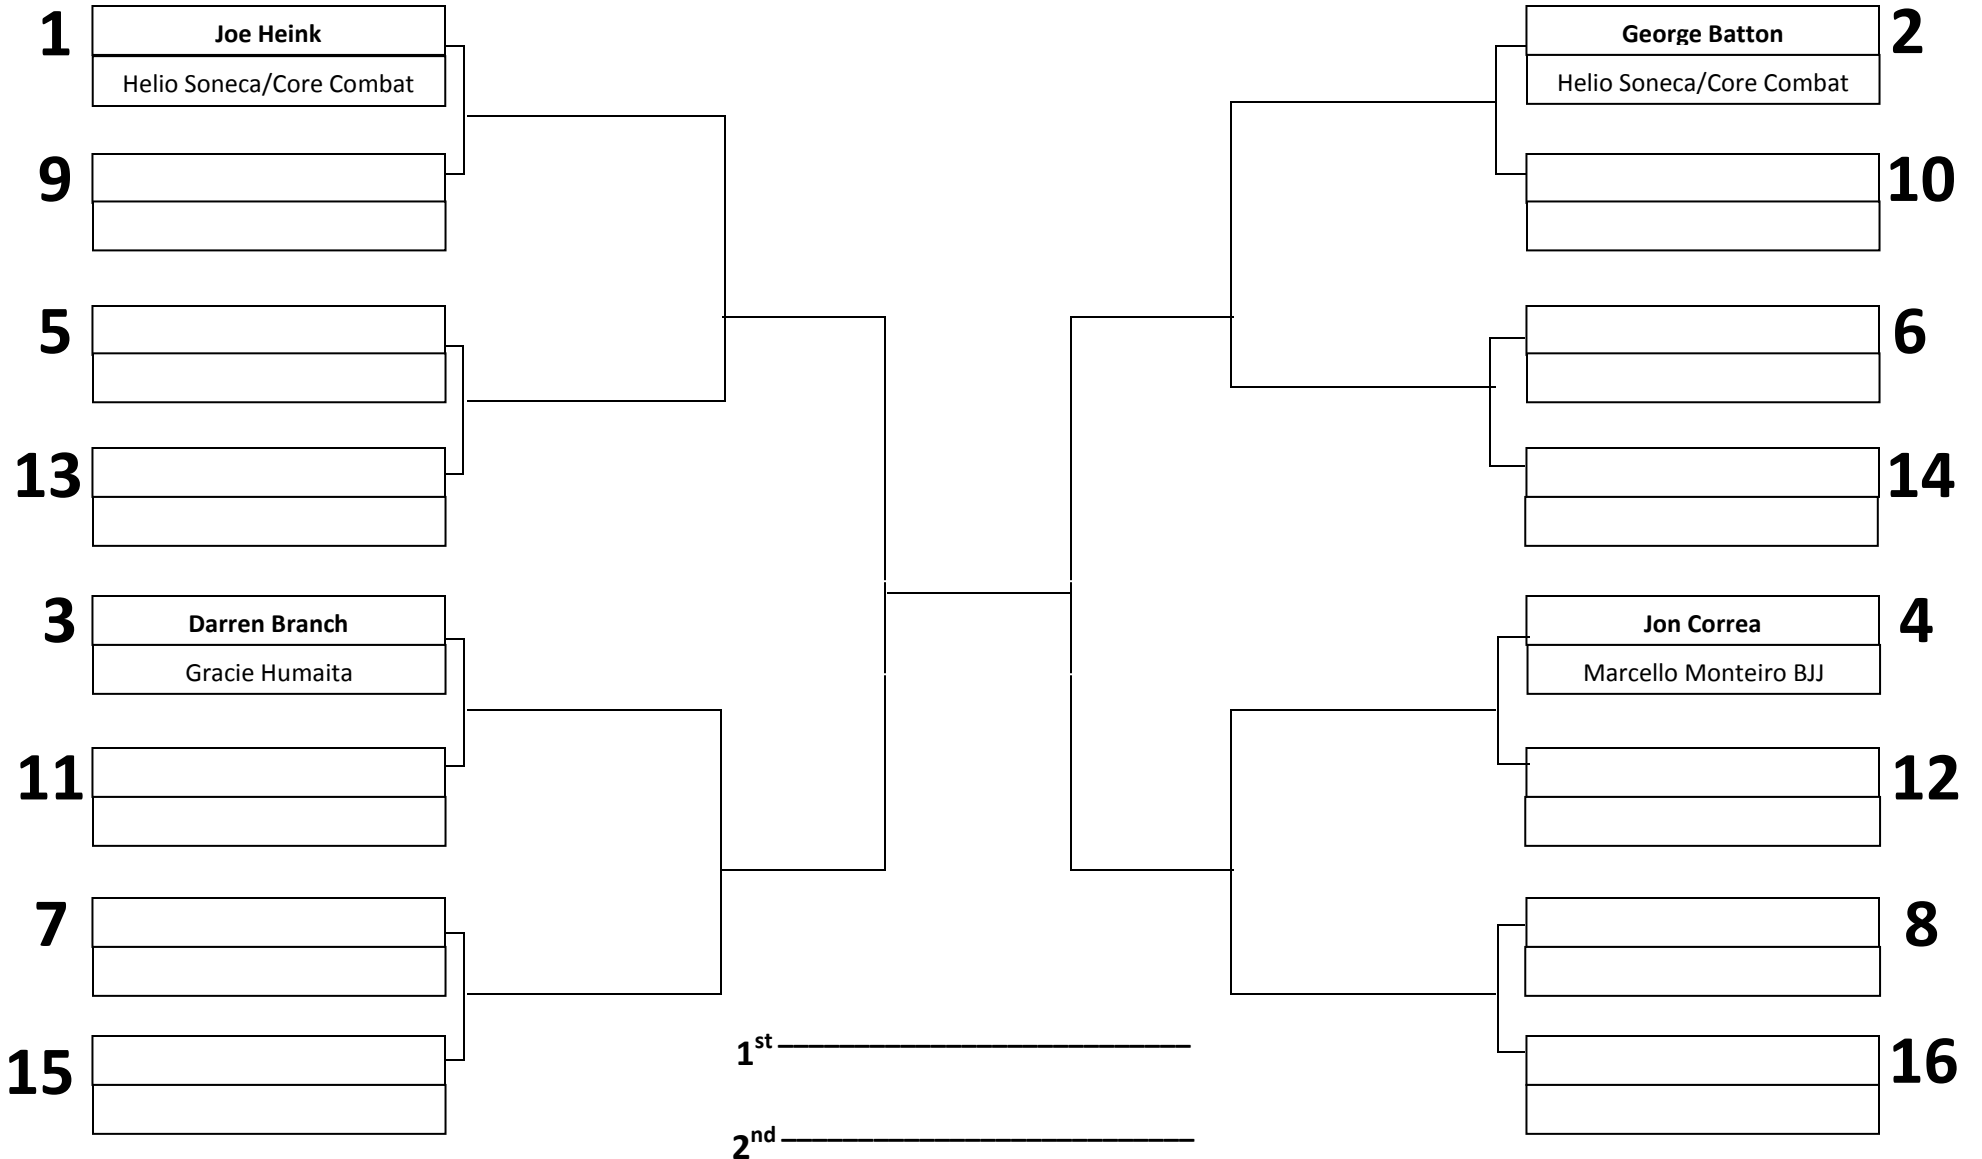 1
Joe Heink
Helio Soneca/Core Combat
9
5
13
3
Darren Branch
Gracie Humaita
11
7
15
George Batton
2
Helio Soneca/Core Combat
10
6
14
Jon Correa
4
Marcello Monteiro BJJ
12
8
16
1st
2nd